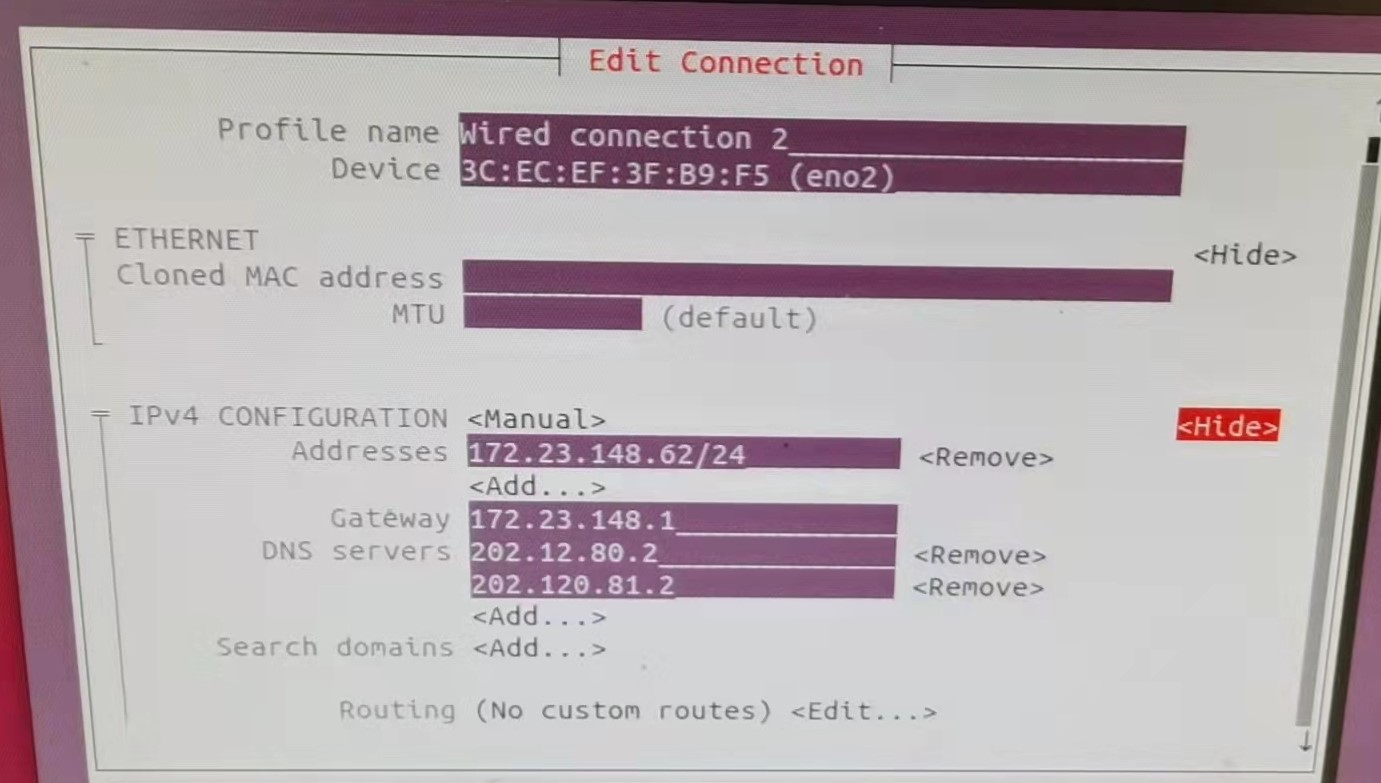 Edit Connection
Profile name Wired connection 2
Device 3C:EC:EF:3F:B9:F5 (eno2)
ETHERNET <Hide>
Cloned MAC address
MTU (default)
IPv4 CONFIGURATION <Manual> <Hide>
Addresses 172.23.148.62/24 <Remove>
<Add...>
Gateway 172.23.148.1
DNS servers 202.12.80.2 <Remove>
202.120.81.2 <Remove>
<Add...>
Search domains <Add...>
Routing (No custom routes) <Edit...>